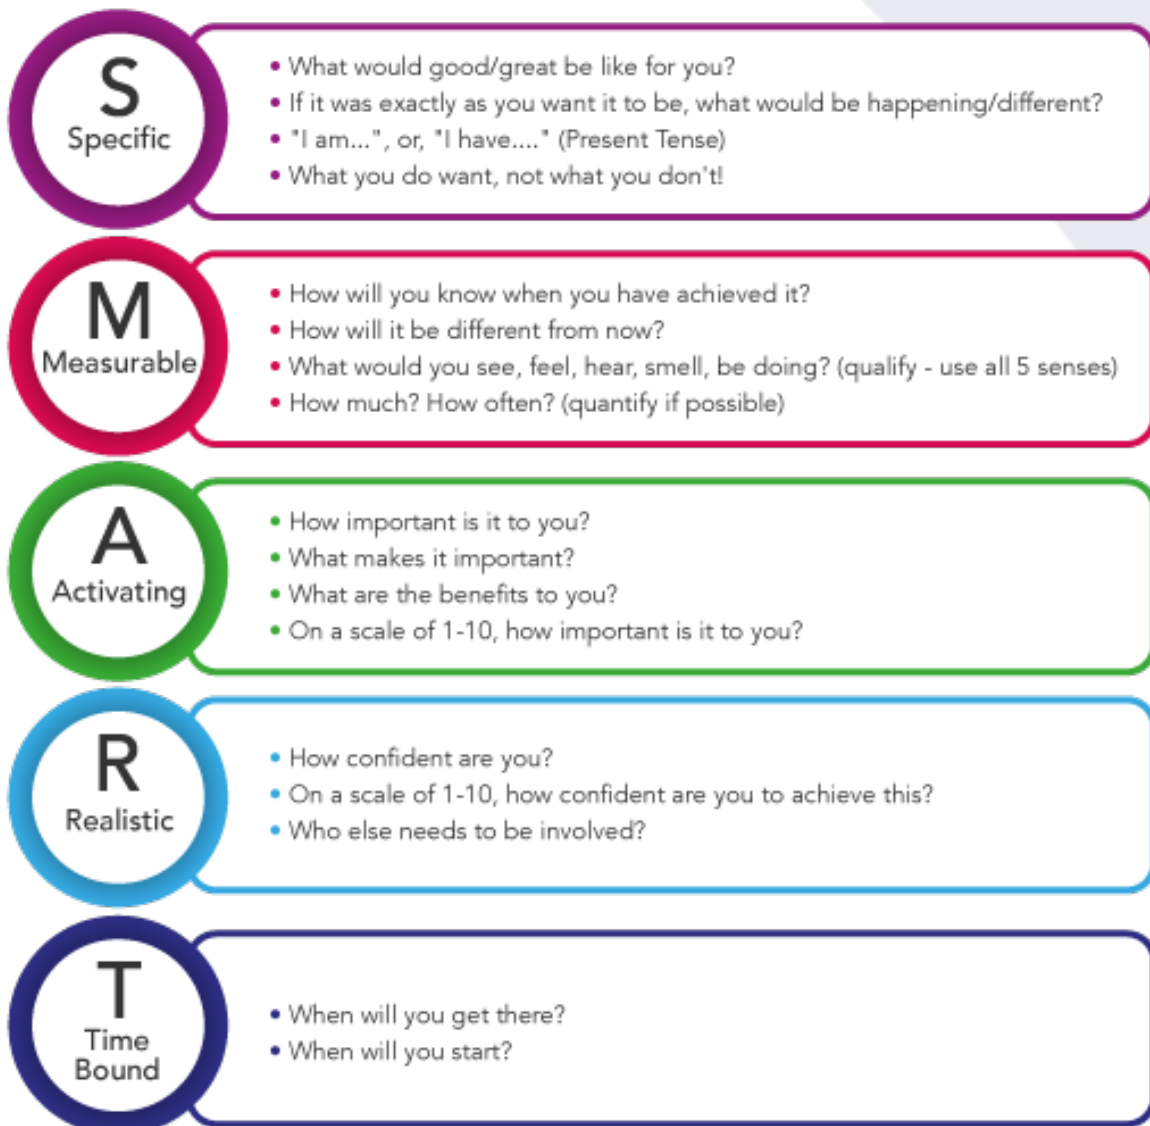 S
Specific
• What would good/great be like for you?
• If it was exactly as you want it to be, what would be happening/different?
• "I am...", or, "I have...." (Present Tense)
• What you do want, not what you don't!
M
Measurable
• How will you know when you have achieved it?
• How will it be different from now?
• What would you see, feel, hear, smell, be doing? (qualify - use all 5 senses)
• How much? How often? (quantify if possible)
A
Activating
• How important is it to you?
• What makes it important?
• What are the benefits to you?
• On a scale of 1-10, how important is it to you?
R
Realistic
• How confident are you?
• On a scale of 1-10, how confident are you to achieve this?
• Who else needs to be involved?
T
Time
Bound
• When will you get there?
• When will you start?